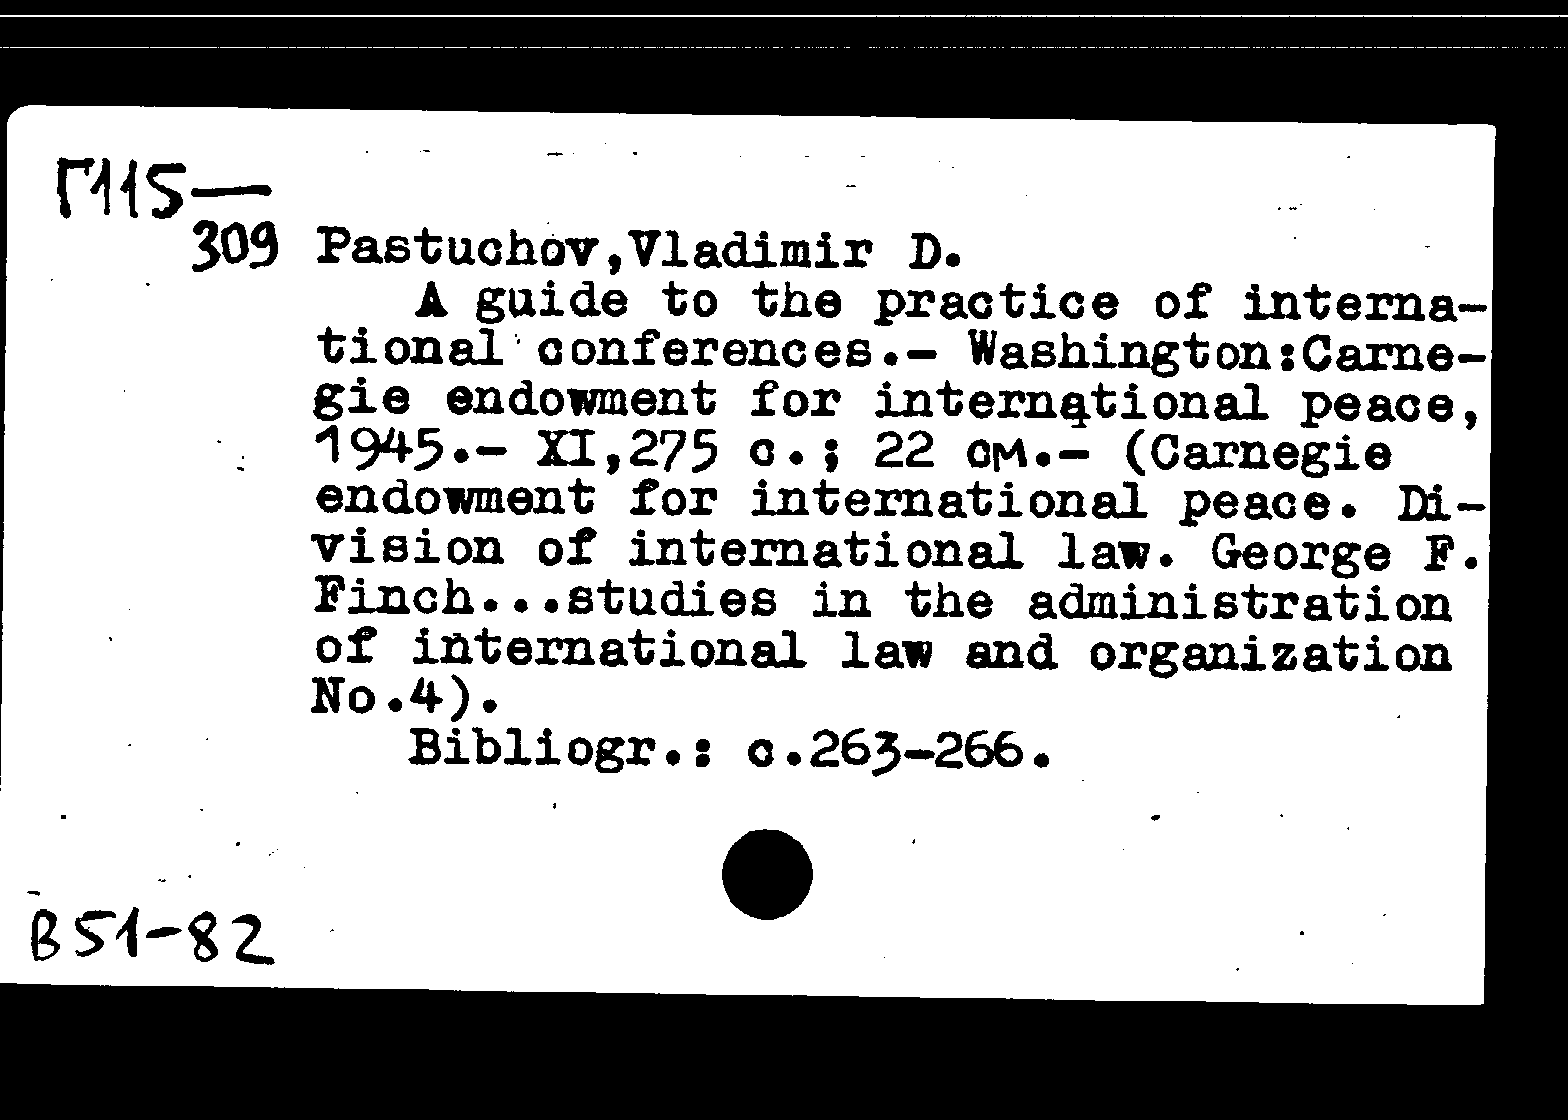 Г115—
309 Pastuchov,Vladimir D.
A guide to the practice of interna-
tional conferences.— Washington:Carne-
gie endowment for international peace,
1945.— XI,275 с.; 22 см.— (Carnegie
endowment for international peace. Di-
vision of international law. George F.
Finch...studies in the administration
of international law and organization
No.4).
Bibliogr.: с.263-266.
В51-82